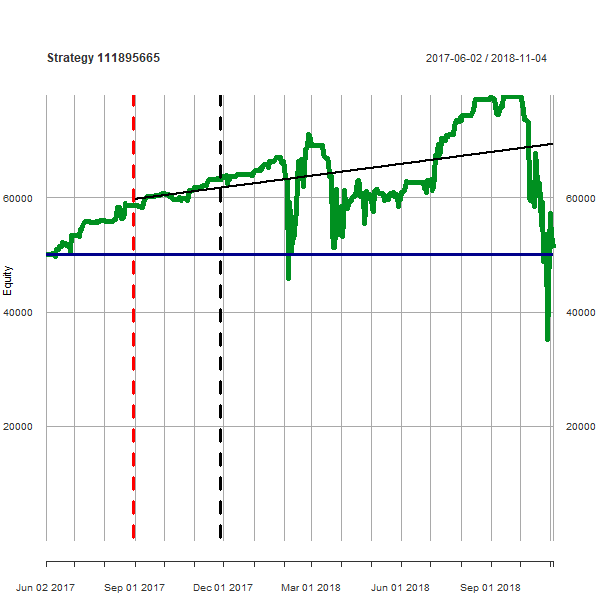 Strategy 111895665
2017-06-02 / 2018-11-04
60000
40000
20000
Equity
60000
40000
20000
Jun 02 2017
Sep 01 2017
Dec 01 2017
Mar 01 2018
Jun 01 2018
Sep 01 2018